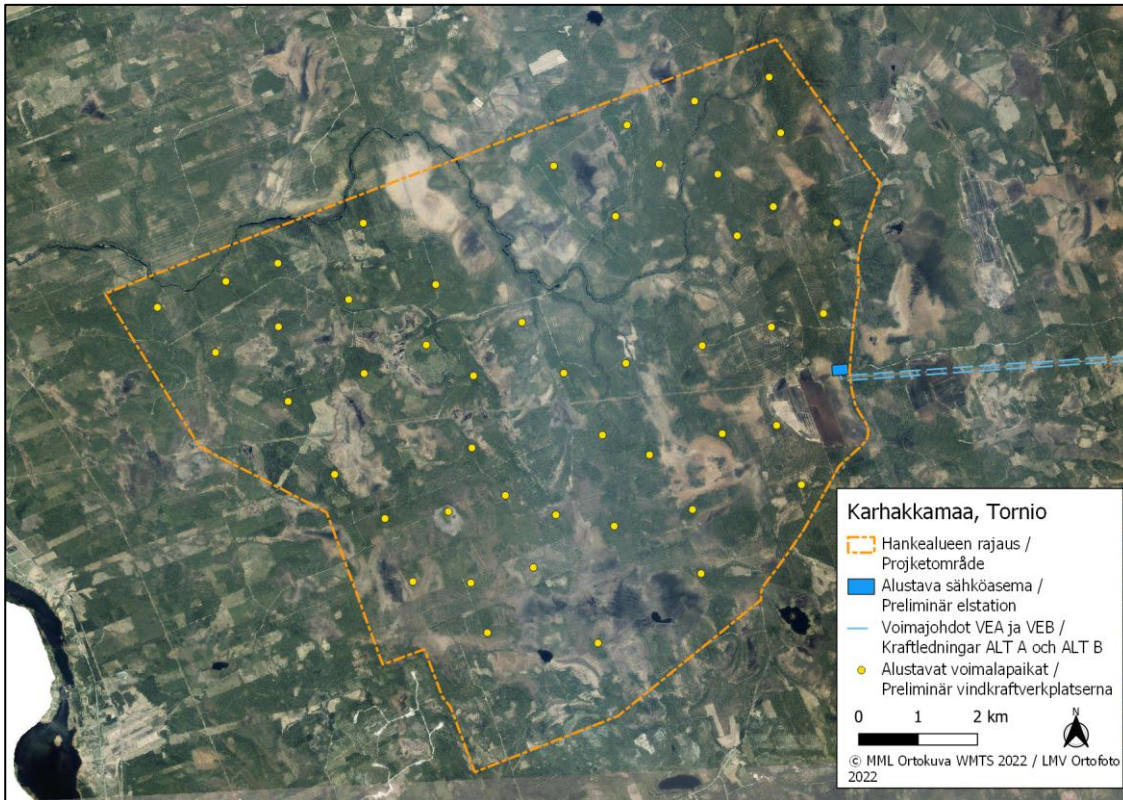 Karhakkamaa, Tornio
Hankealueen rajaus /
Projketområde
Alustava sähköasema /
Preliminär elstation
Voimajohdot VEA ja VEB /
Kraftledningar ALT A och ALT B
Alustavat voimalapaikat /
Preliminär vindkraftverkplatserna
0 1 2 km
N
© MML Ortokuva WMTS 2022 / LMV Ortofoto
2022